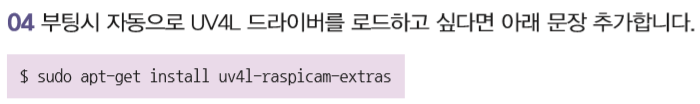 04 부팅시 자동으로 UV4L 드라이버를 로드하고 싶다면 아래 문장 추가합니다.
$ sudo apt-get install uv4l-raspicam-extras